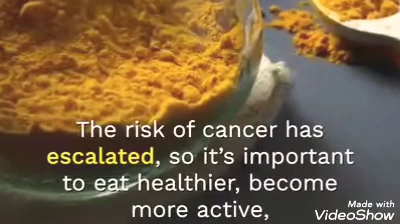 The risk of cancer has
escalated, so it's important
to eat healthier, become
more active,
Made with
VideoShow